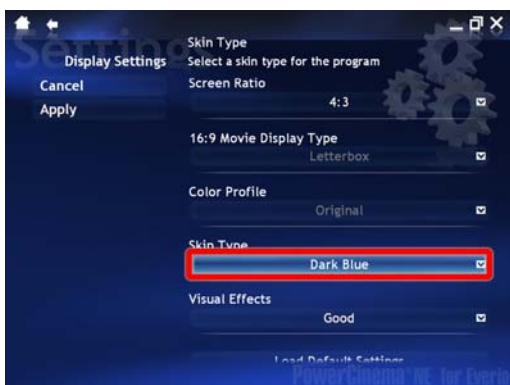 Settings
Display Settings
Cancel
Apply
Skin Type
Select a skin type for the program
Screen Ratio
4:3
16:9 Movie Display Type
Letterbox
Color Profile
Original
Skin Type
Dark Blue
Visual Effects
Good
Load Default Settings
PowerCinema NE for Everio